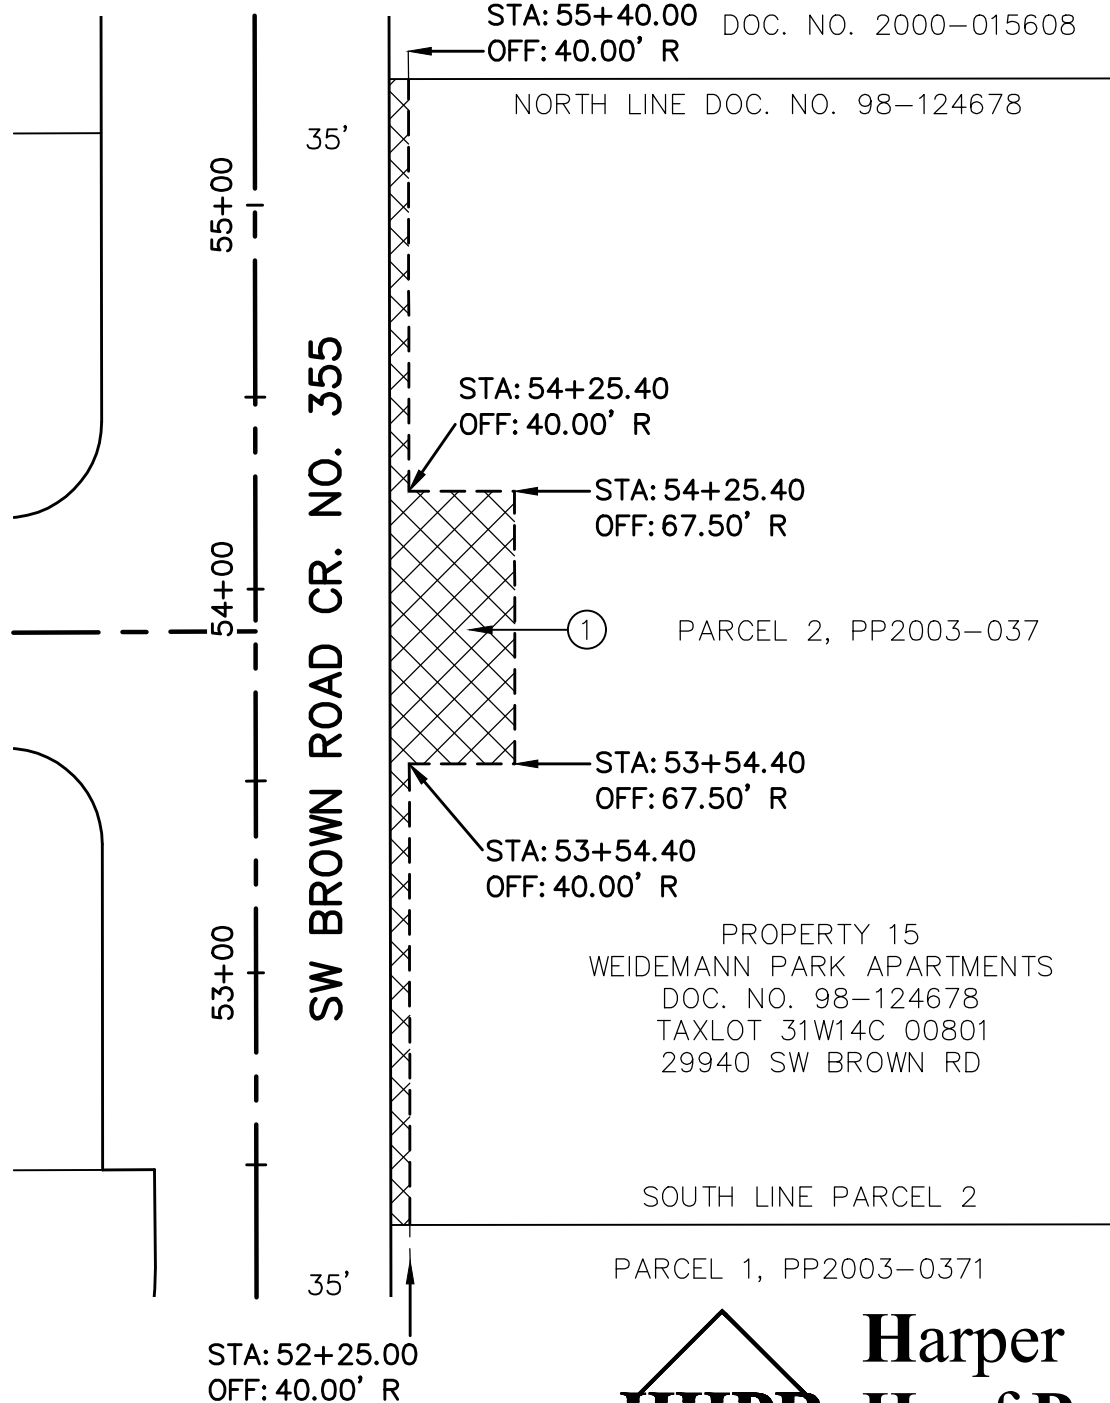 STA: 55+40.00
OFF: 40.00' R
DOC. NO. 2000-015608
NORTH LINE DOC. NO. 98-124678
35'
55+00
STA: 54+25.40
OFF: 40.00' R
STA: 54+25.40
OFF: 67.50' R
SW BROWN ROAD CR. NO. 355
54+00
1
PARCEL 2, PP2003-037
STA: 53+54.40
OFF: 67.50' R
STA: 53+54.40
OFF: 40.00' R
53+00
PROPERTY 15
WEIDEMANN PARK APARTMENTS
DOC. NO. 98-124678
TAXLOT 31W14C 00801
29940 SW BROWN RD
SOUTH LINE PARCEL 2
PARCEL 1, PP2003-0371
35'
STA: 52+25.00
OFF: 40.00' R
Harper